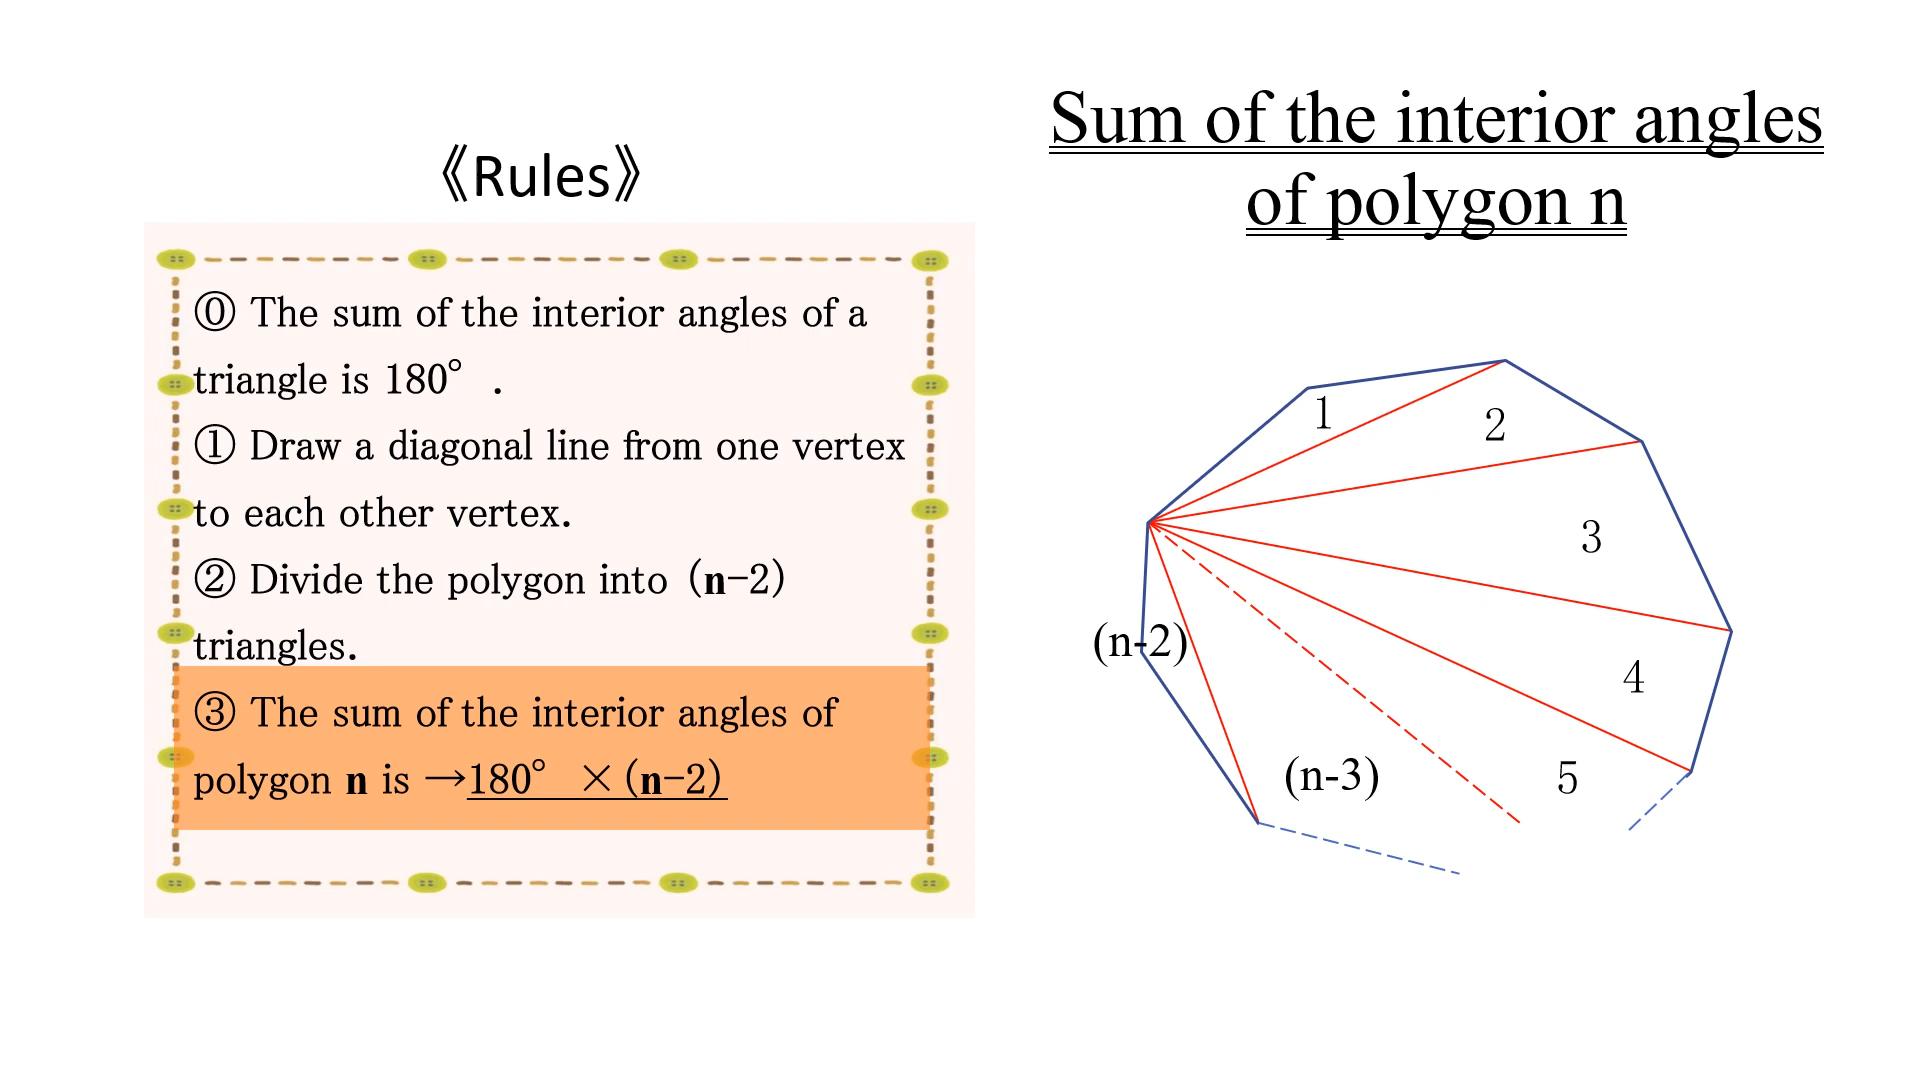 《Rules》
⓪ The sum of the interior angles of a
triangle is 180° .
① Draw a diagonal line from one vertex
to each other vertex.
② Divide the polygon into (n−2)
triangles.
③ The sum of the interior angles of
polygon n is →180° ×(n−2)
Sum of the interior angles
of polygon n
1
2
3
4
5
(n-3)
(n-2)